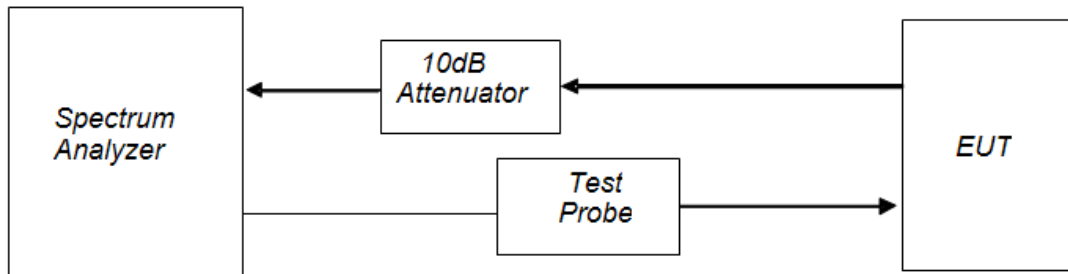 10dB
Attenuator
Spectrum
Analyzer
EUT
Test
Probe